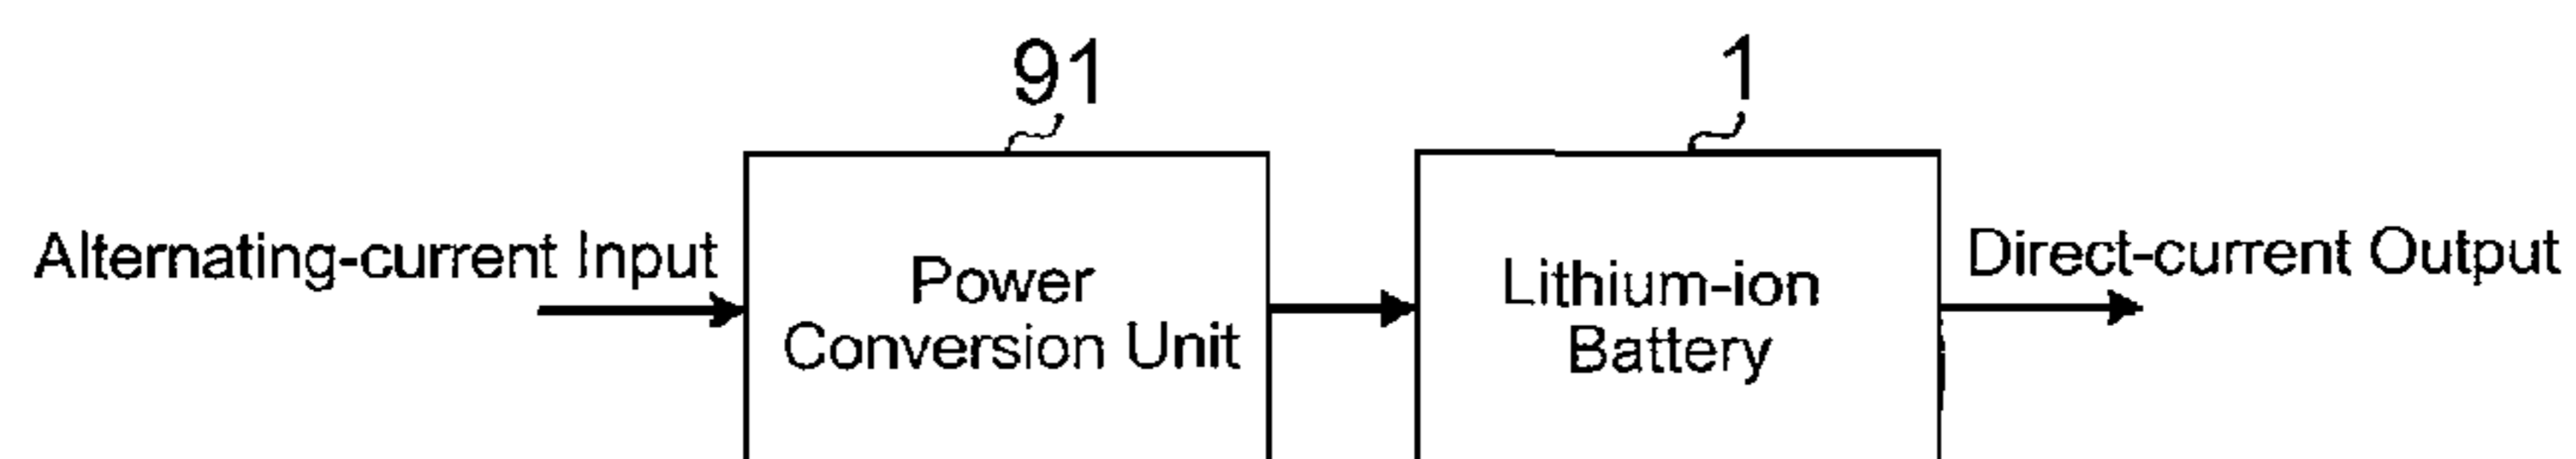 91
1
Alternating-current Input
Power
Conversion Unit
Lithium-ion
Battery
Direct-current Output